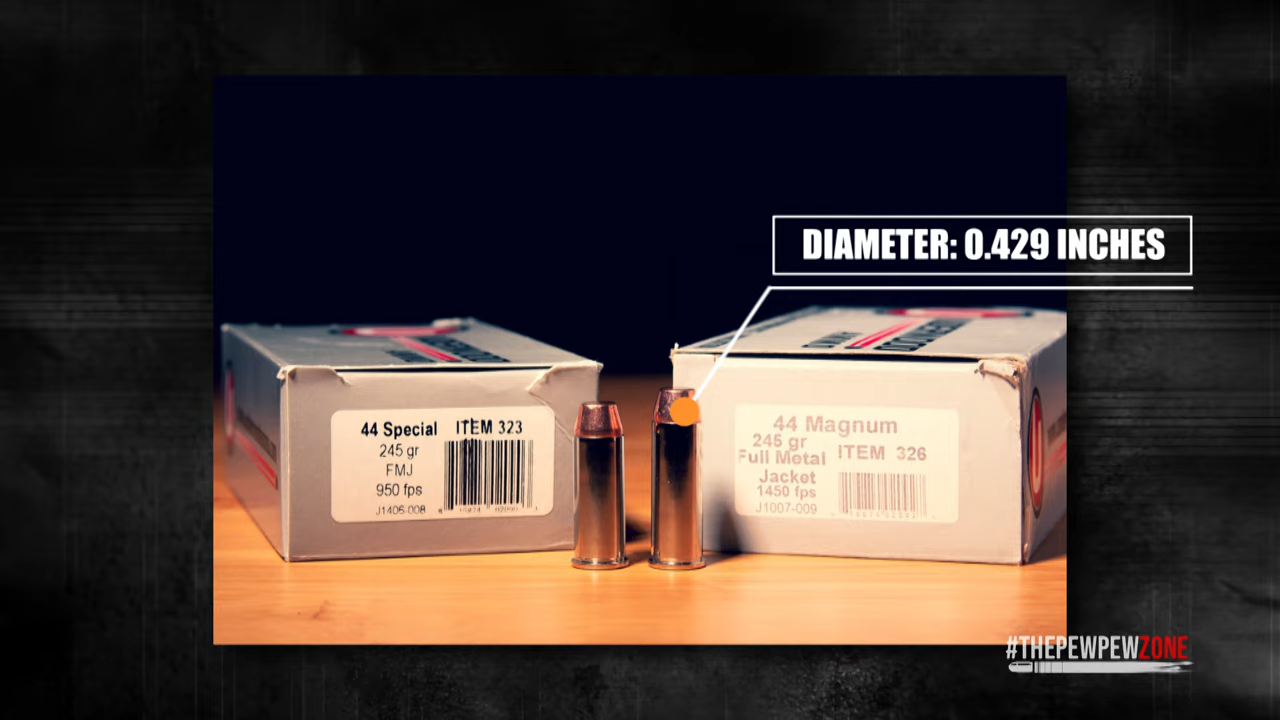 DIAMETER: 0.429 INCHES
44 Special ITEM 323
245 gr
FMJ
950 fps
J1406-008
44 Magnum
245 gr
Full Metal ITEM 326
Jacket
1450 fps
J1007-009
#THEPEWPEWZONE